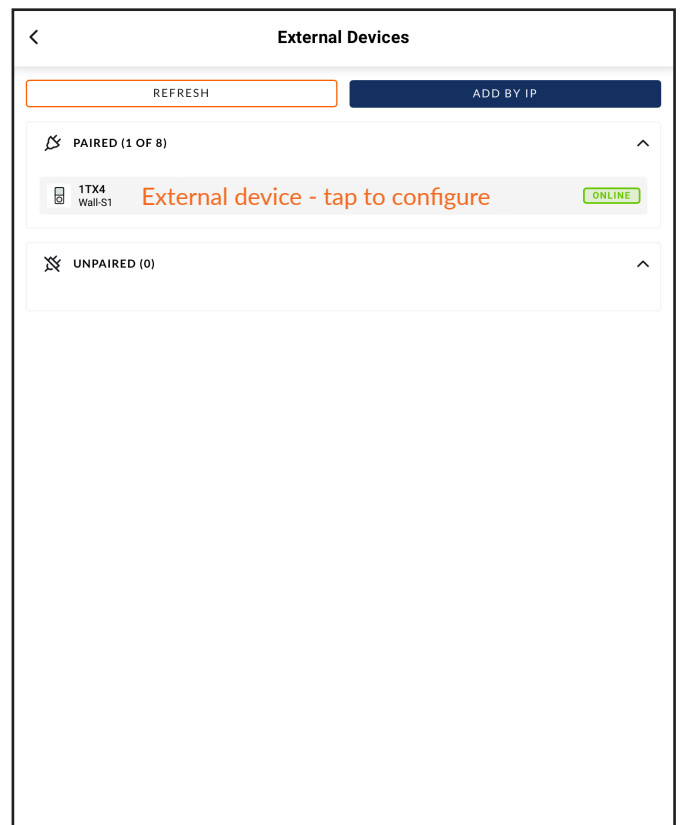 External Devices
REFRESH
ADD BY IP
PAIRED (1 OF 8)
1TX4
Wall-S1
External device - tap to configure
ONLINE
UNPAIRED (0)